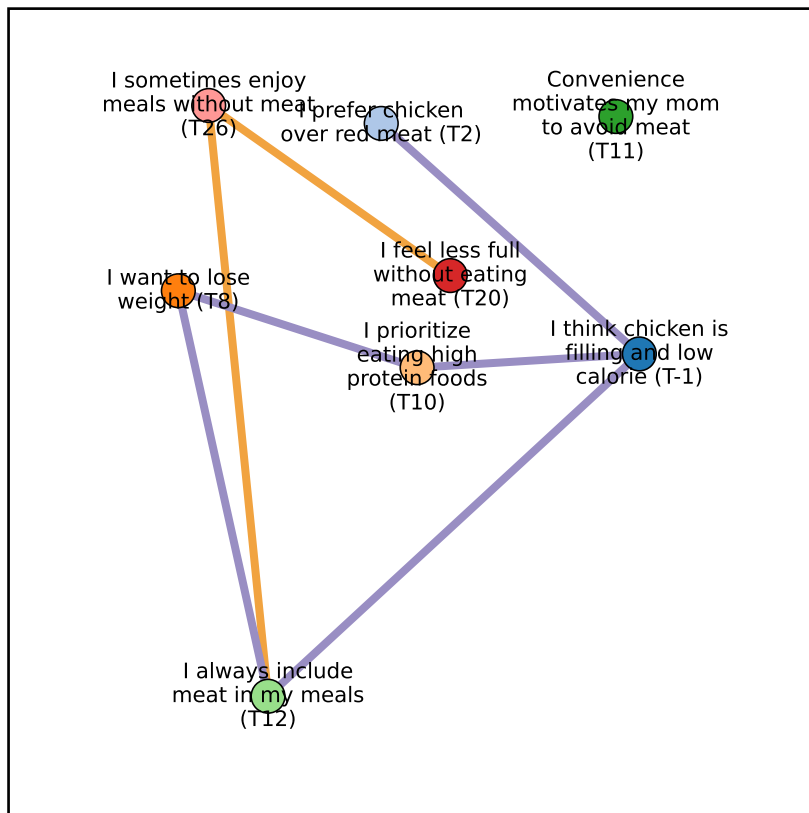 I sometimes enjoy
meals without meat
(T26)
I prefer chicken
over red meat (T2)
Convenience
motivates my mom
to avoid meat
(T11)
I feel less full
without eating
meat (T20)
I want to lose
weight (T8)
I prioritize
eating high
protein foods
(T10)
I think chicken is
filling and low
calorie (T-1)
I always include
meat in my meals
(T12)